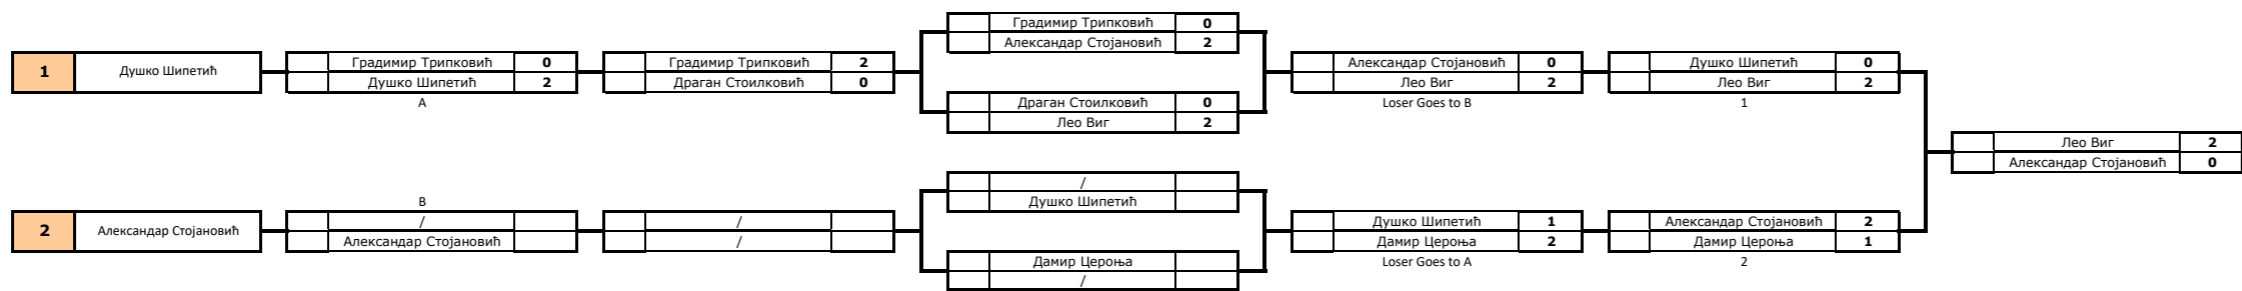 Градимир Трипковић 0
Александар Стојановић 2
1 Душко Шипетић Градимир Трипковић 0 Градимир Трипковић 2 Александар Стојановић 0 Душко Шипетић 0
Душко Шипетић 2 Драган Стоилковић 0 Лео Виг 2 Лео Виг 2
A Драган Стоилковић 0 Loser Goes to B 1
Лео Виг 2
Лео Виг 2
Александар Стојановић 0
/
B Душко Шипетић
2 Александар Стојановић / / Душко Шипетић 1 Александар Стојановић 2
Александар Стојановић / Дамир Цероња 2 Дамир Цероња 1
Дамир Цероња Loser Goes to A 2
/